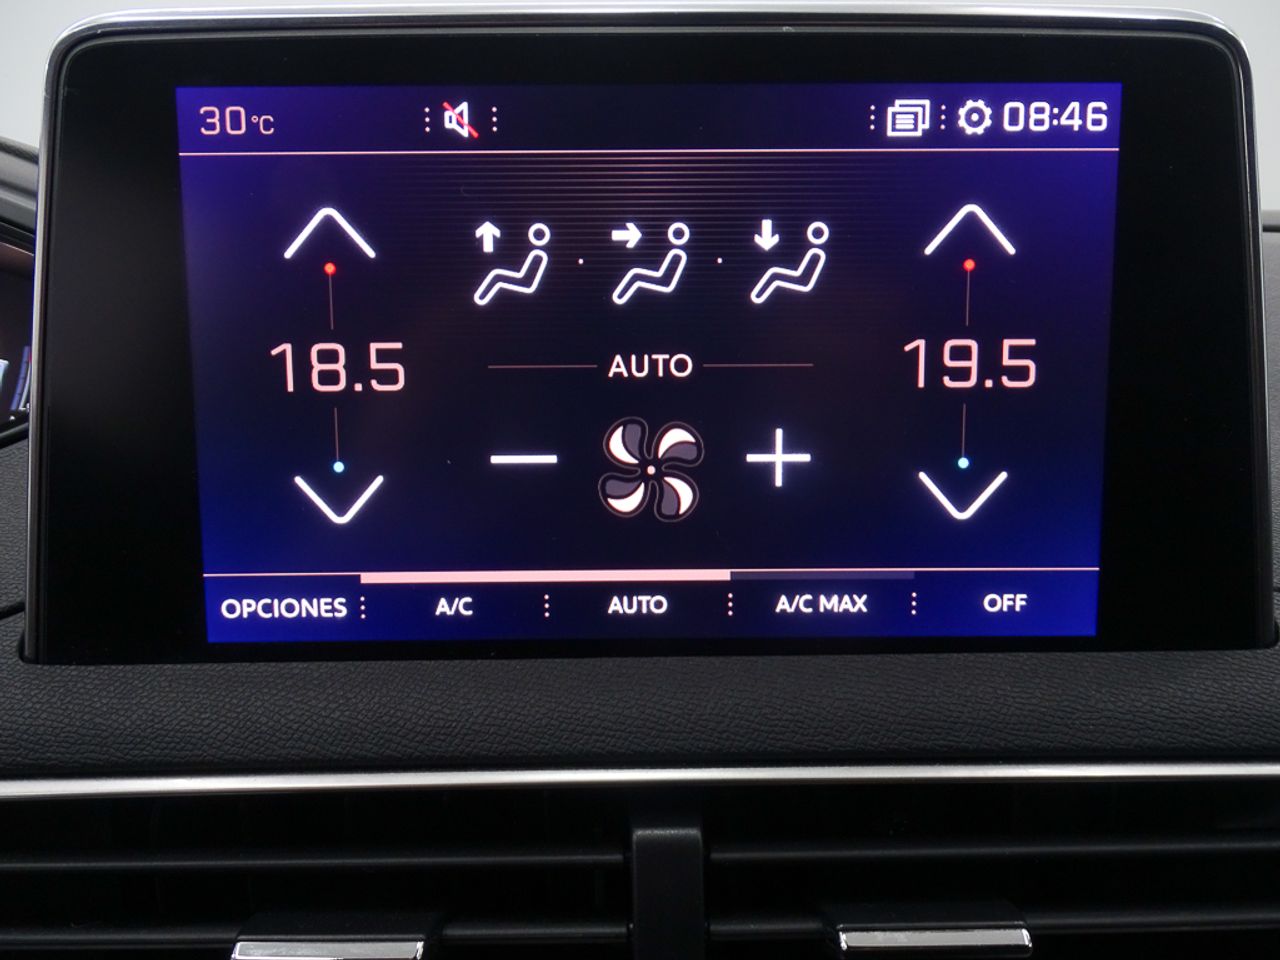 30°C 08:46
18.5 AUTO 19.5
OPCIONES A/C AUTO A/C MAX OFF